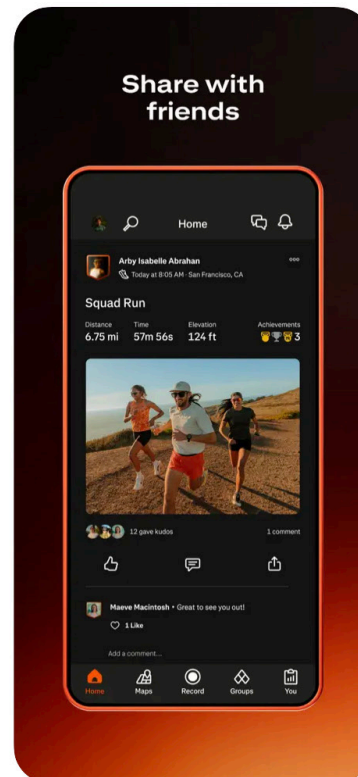 Share with
friends
Home
Arby Isabelle Abrahan
Today at 8:05 AM · San Francisco, CA
Squad Run
Distance Time Elevation Achievements
6.75 mi 57m 56s 124 ft 3
12 gave kudos 1 comment
Maeve Macintosh • Great to see you out!
1 Like
Add a comment...
Home Maps Record Groups You